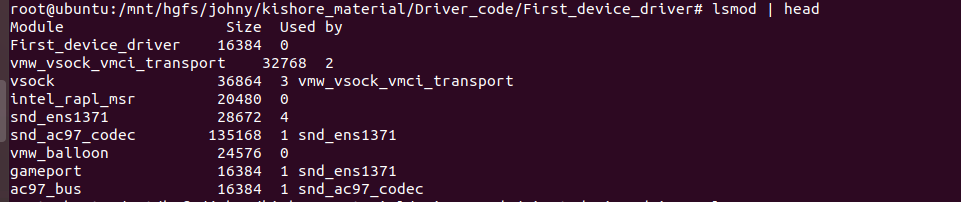 root@ubuntu:/mnt/hgfs/johny/kishore_material/Driver_code/First_device_driver# lsmod | head
Module                  Size  Used by
First_device_driver    16384  0
vmw_vsock_vmci_transport    32768  2
vsock                  36864  3 vmw_vsock_vmci_transport
intel_rapl_msr         20480  0
snd_ens1371            28672  4
snd_ac97_codec        135168  1 snd_ens1371
vmw_balloon            24576  0
gameport               16384  1 snd_ens1371
ac97_bus               16384  1 snd_ac97_codec